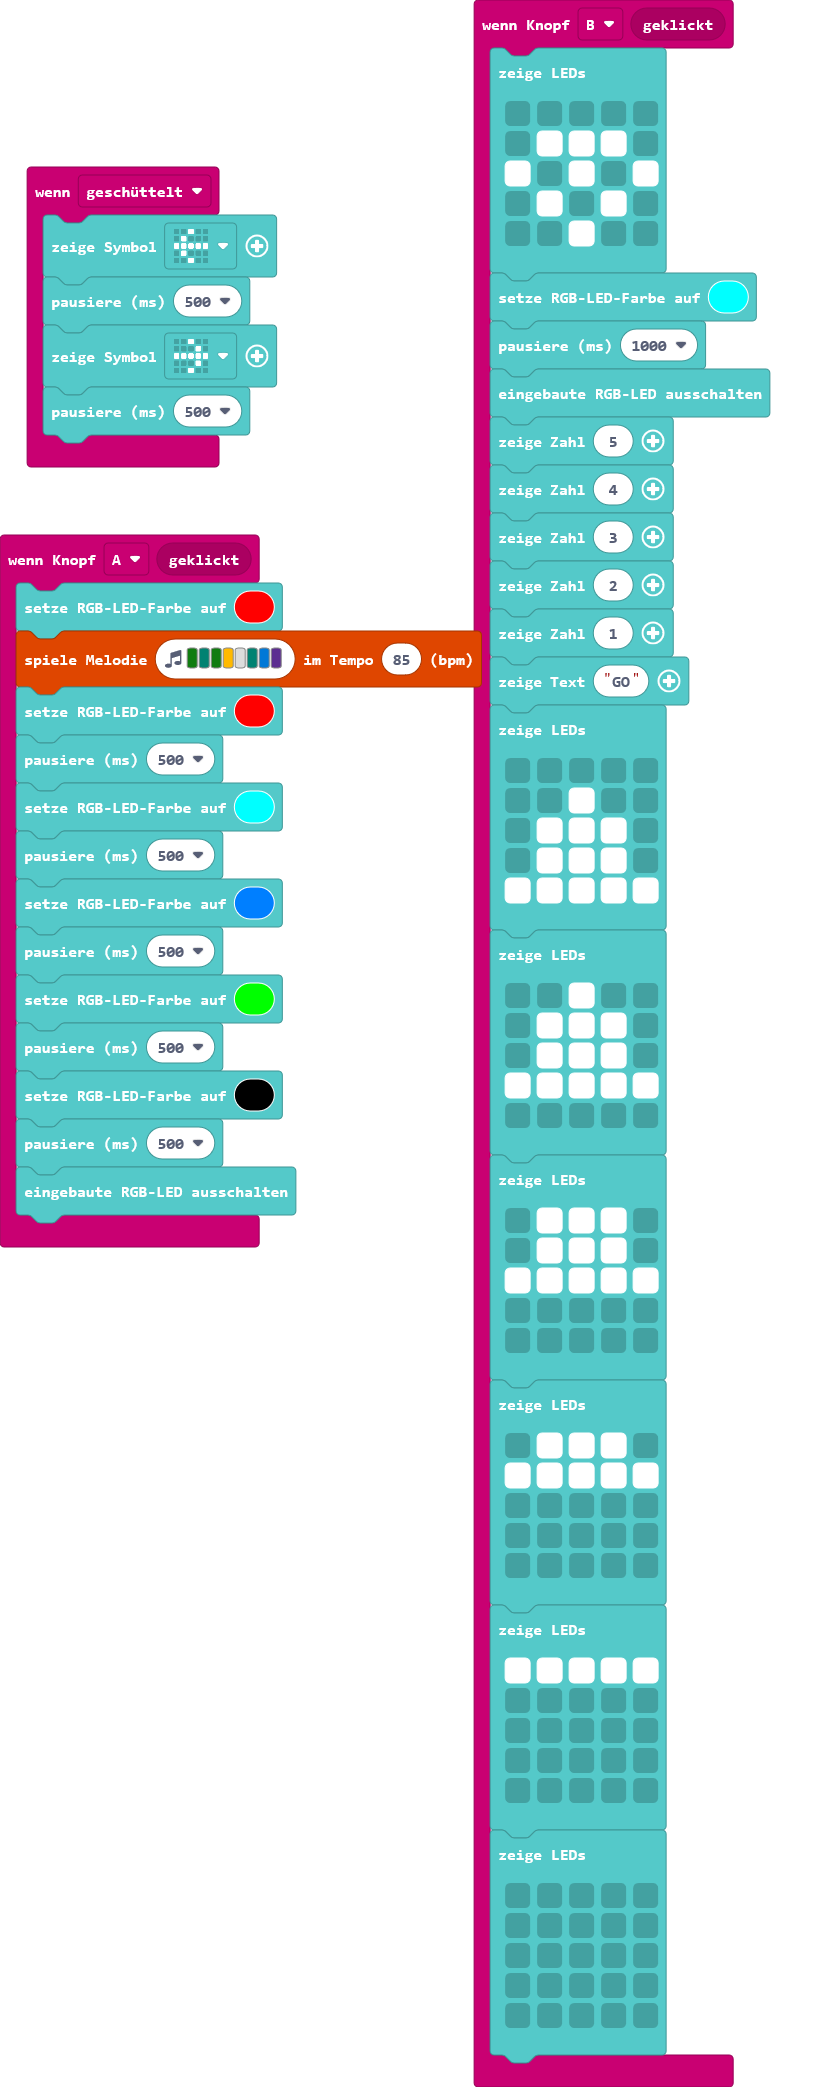 wenn geschüttelt
zeige Symbol
pausiere (ms) 500
zeige Symbol
pausiere (ms) 500
wenn Knopf A geklickt
setze RGB-LED-Farbe auf
spiele Melodie im Tempo 85 (bpm)
setze RGB-LED-Farbe auf
pausiere (ms) 500
setze RGB-LED-Farbe auf
pausiere (ms) 500
setze RGB-LED-Farbe auf
pausiere (ms) 500
setze RGB-LED-Farbe auf
pausiere (ms) 500
setze RGB-LED-Farbe auf
pausiere (ms) 500
eingebaute RGB-LED ausschalten
wenn Knopf B geklickt
zeige LEDs
setze RGB-LED-Farbe auf
pausiere (ms) 1000
eingebaute RGB-LED ausschalten
zeige Zahl 5
zeige Zahl 4
zeige Zahl 3
zeige Zahl 2
zeige Zahl 1
zeige Text "GO"
zeige LEDs
zeige LEDs
zeige LEDs
zeige LEDs
zeige LEDs
zeige LEDs